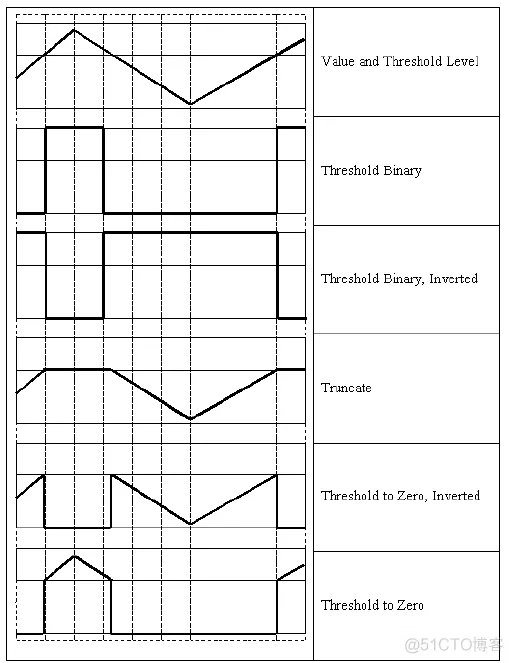 Value and Threshold Level
Threshold Binary
Threshold Binary, Inverted
Truncate
Threshold to Zero, Inverted
Threshold to Zero
@51CTO博客